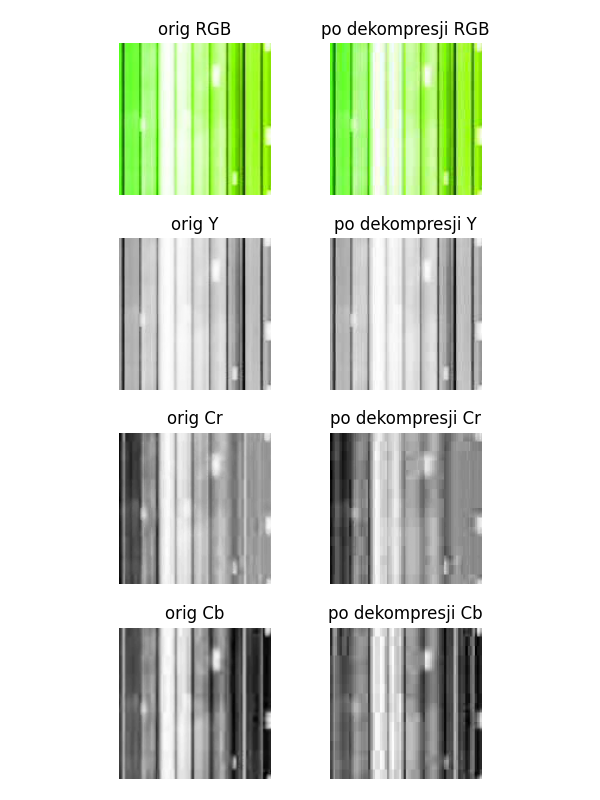 orig RGB
po dekompresji RGB
orig Y
po dekompresji Y
orig Cr
po dekompresji Cr
orig Cb
po dekompresji Cb